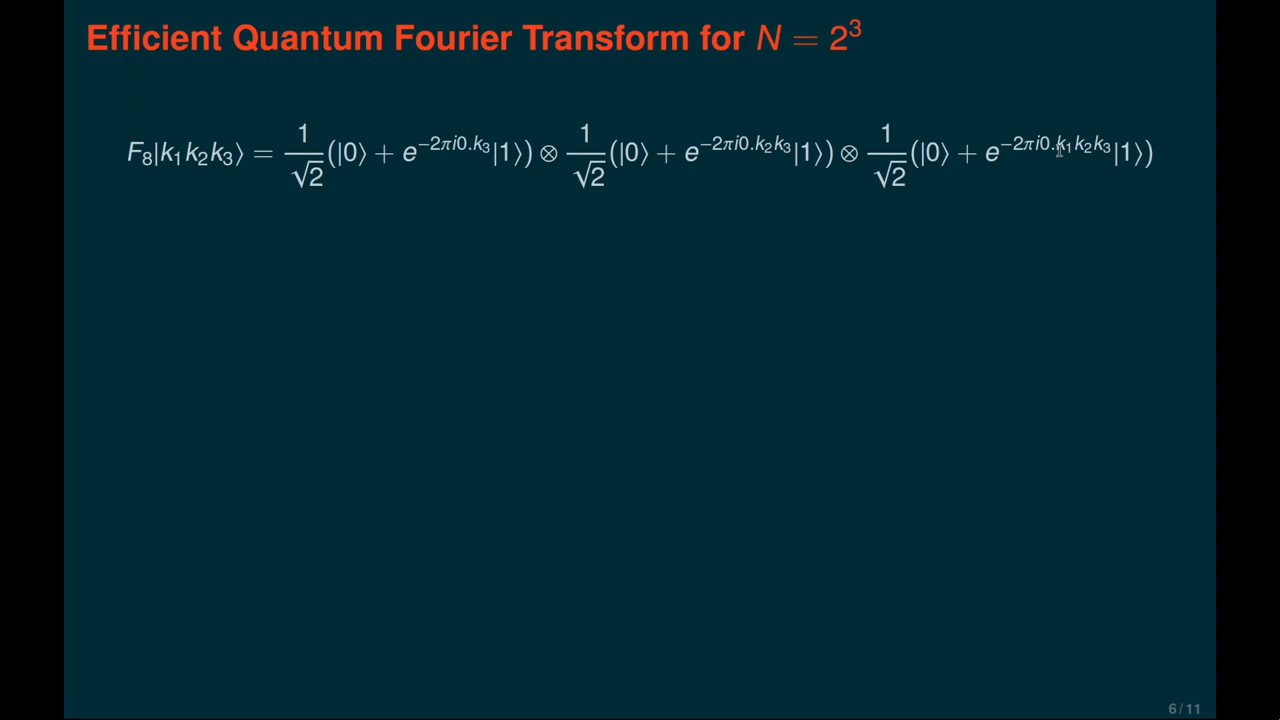 Efficient Quantum Fourier Transform for N = 2³
F₈|k₁k₂k₃⟩ = 1/√2 (|0⟩ + e^{−2πi0.k₃}|1⟩) ⊗ 1/√2 (|0⟩ + e^{−2πi0.k₂k₃}|1⟩) ⊗ 1/√2 (|0⟩ + e^{−2πi0.k₁k₂k₃}|1⟩)
6 / 11